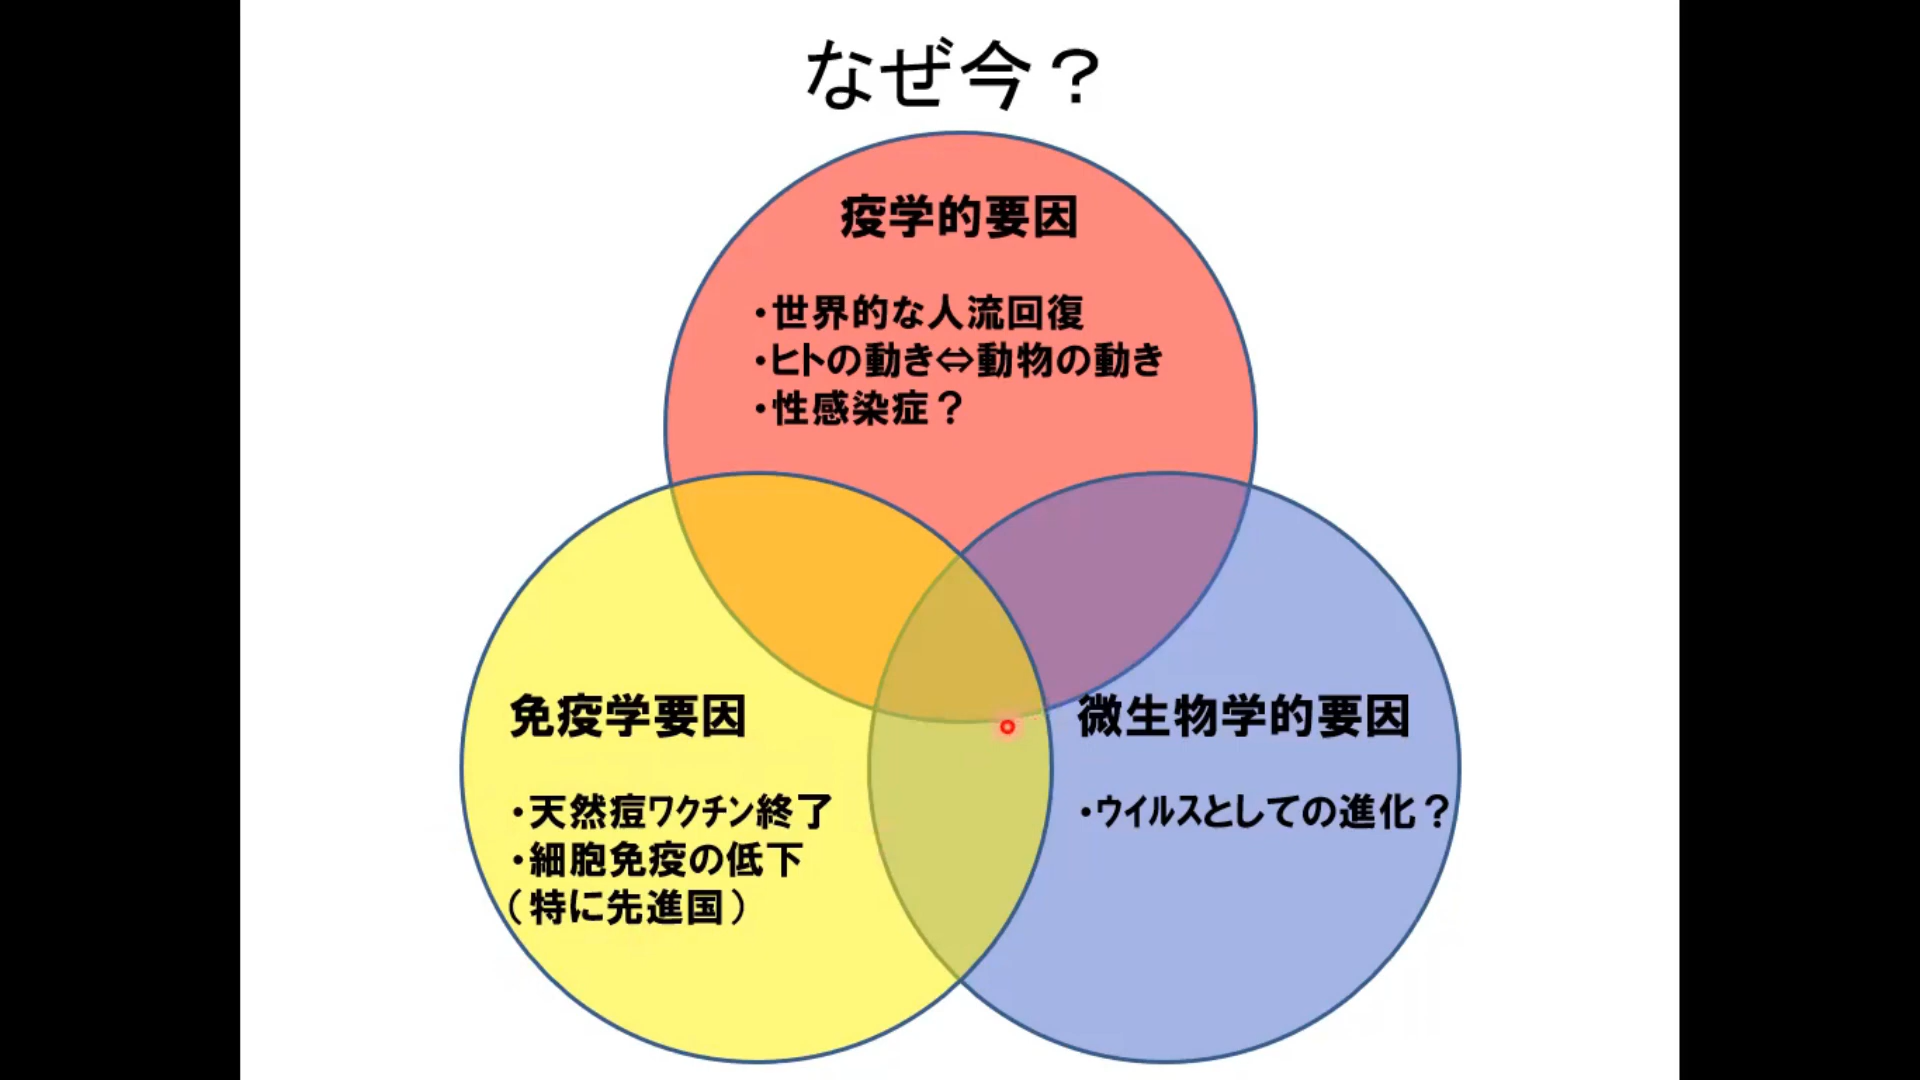 なぜ今？
疫学的要因
・世界的な人流回復
・ヒトの動き⇔動物の動き
・性感染症？
免疫学要因
・天然痘ワクチン終了
・細胞免疫の低下
（特に先進国）
微生物学的要因
・ウイルスとしての進化？